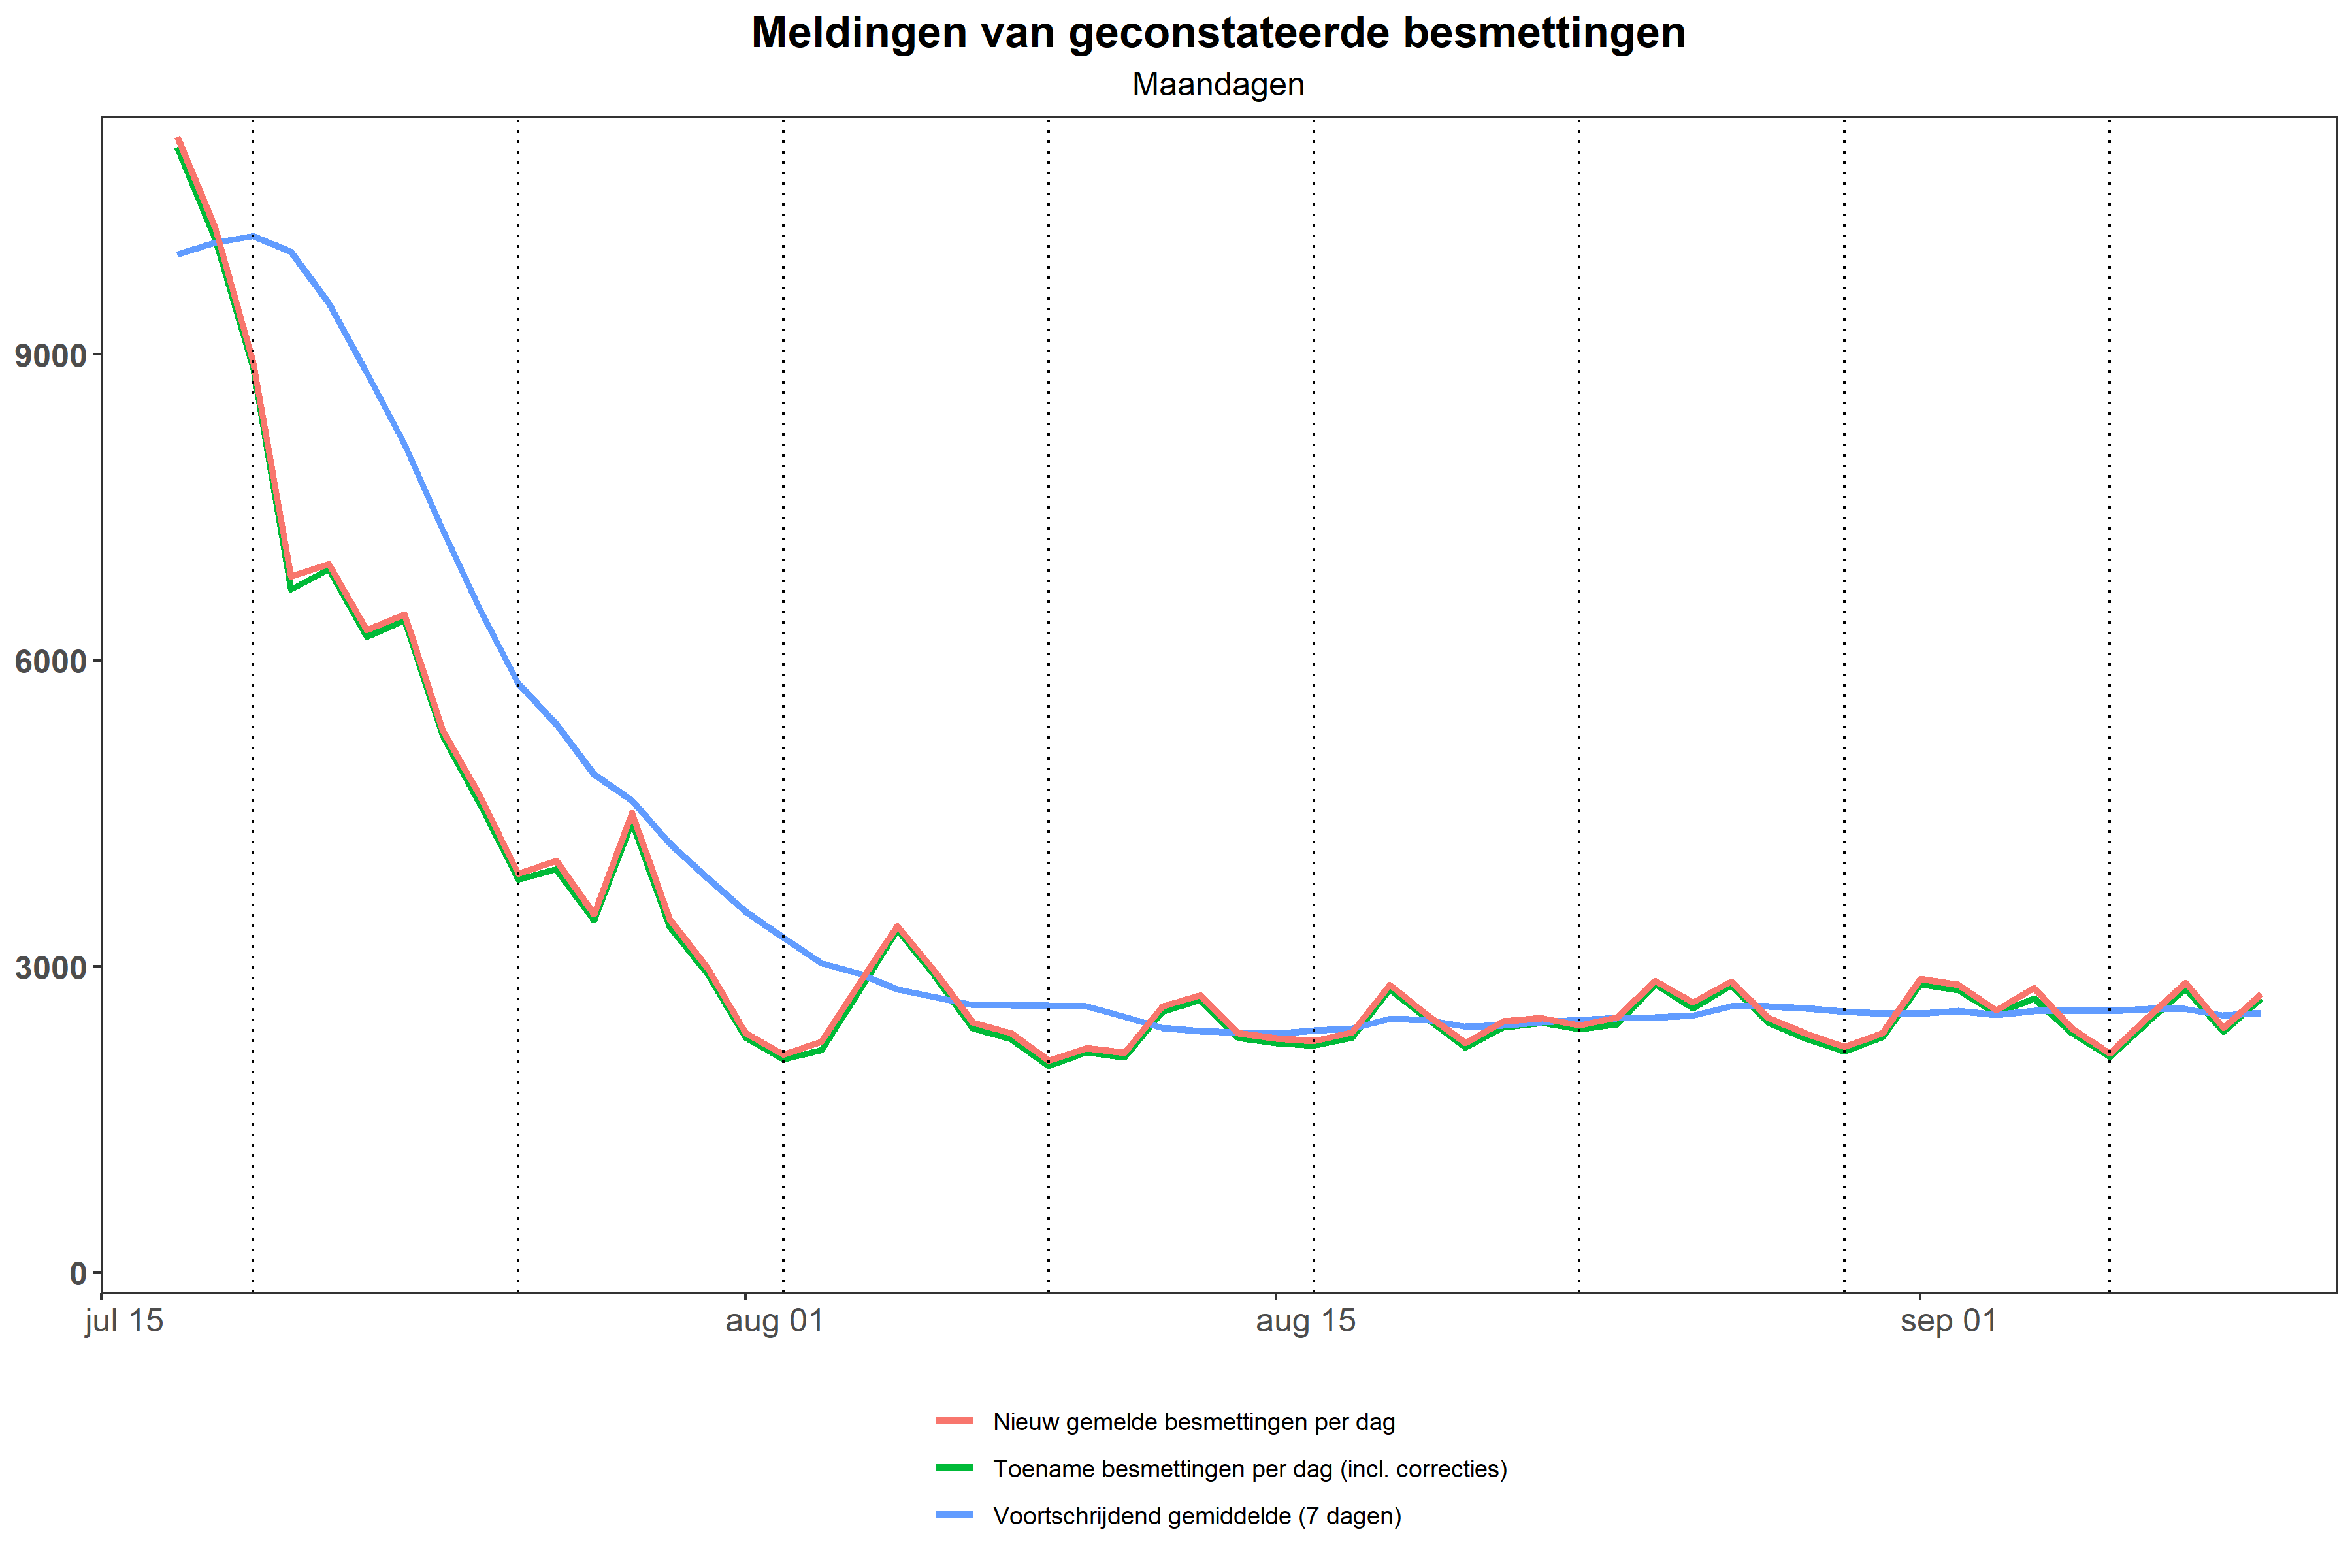 Meldingen van geconstateerde besmettingen
Maandagen
9000
6000
3000
0
jul 15
aug 01
aug 15
sep 01
Nieuw gemelde besmettingen per dag
Toename besmettingen per dag (incl. correcties)
Voortschrijdend gemiddelde (7 dagen)